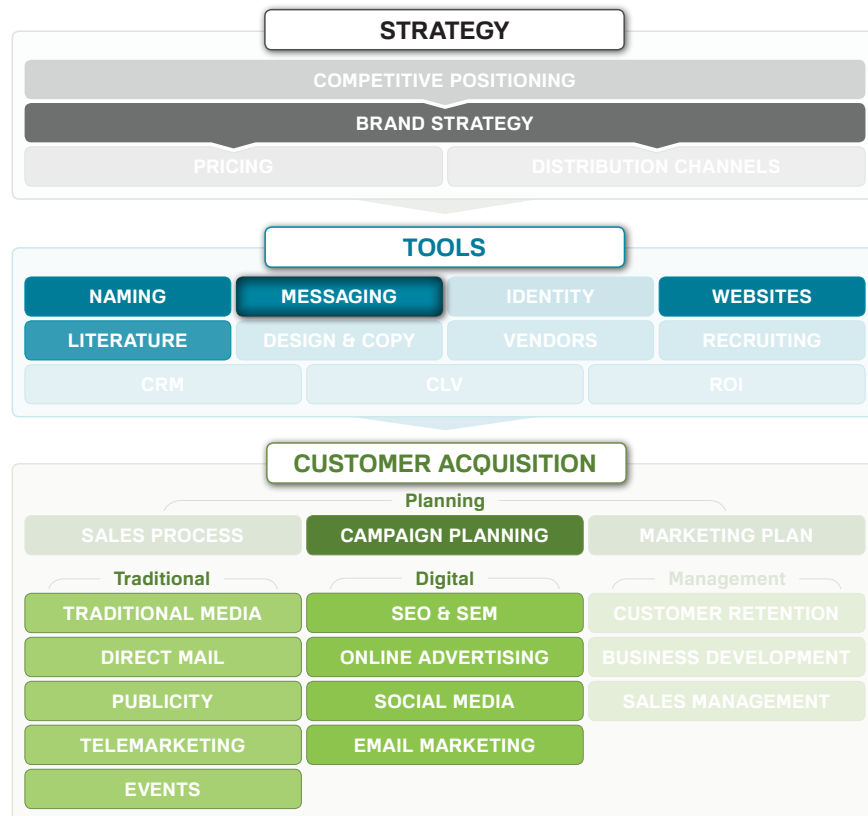 STRATEGY
COMPETITIVE POSITIONING
BRAND STRATEGY
PRICING DISTRIBUTION CHANNELS
TOOLS
NAMING MESSAGING IDENTITY WEBSITES
LITERATURE DESIGN & COPY VENDORS RECRUITING
CRM CLV ROI
CUSTOMER ACQUISITION
Planning
SALES PROCESS CAMPAIGN PLANNING MARKETING PLAN
Traditional Digital Management
TRADITIONAL MEDIA SEO & SEM CUSTOMER RETENTION
DIRECT MAIL ONLINE ADVERTISING BUSINESS DEVELOPMENT
PUBLICITY SOCIAL MEDIA SALES MANAGEMENT
TELEMARKETING EMAIL MARKETING
EVENTS